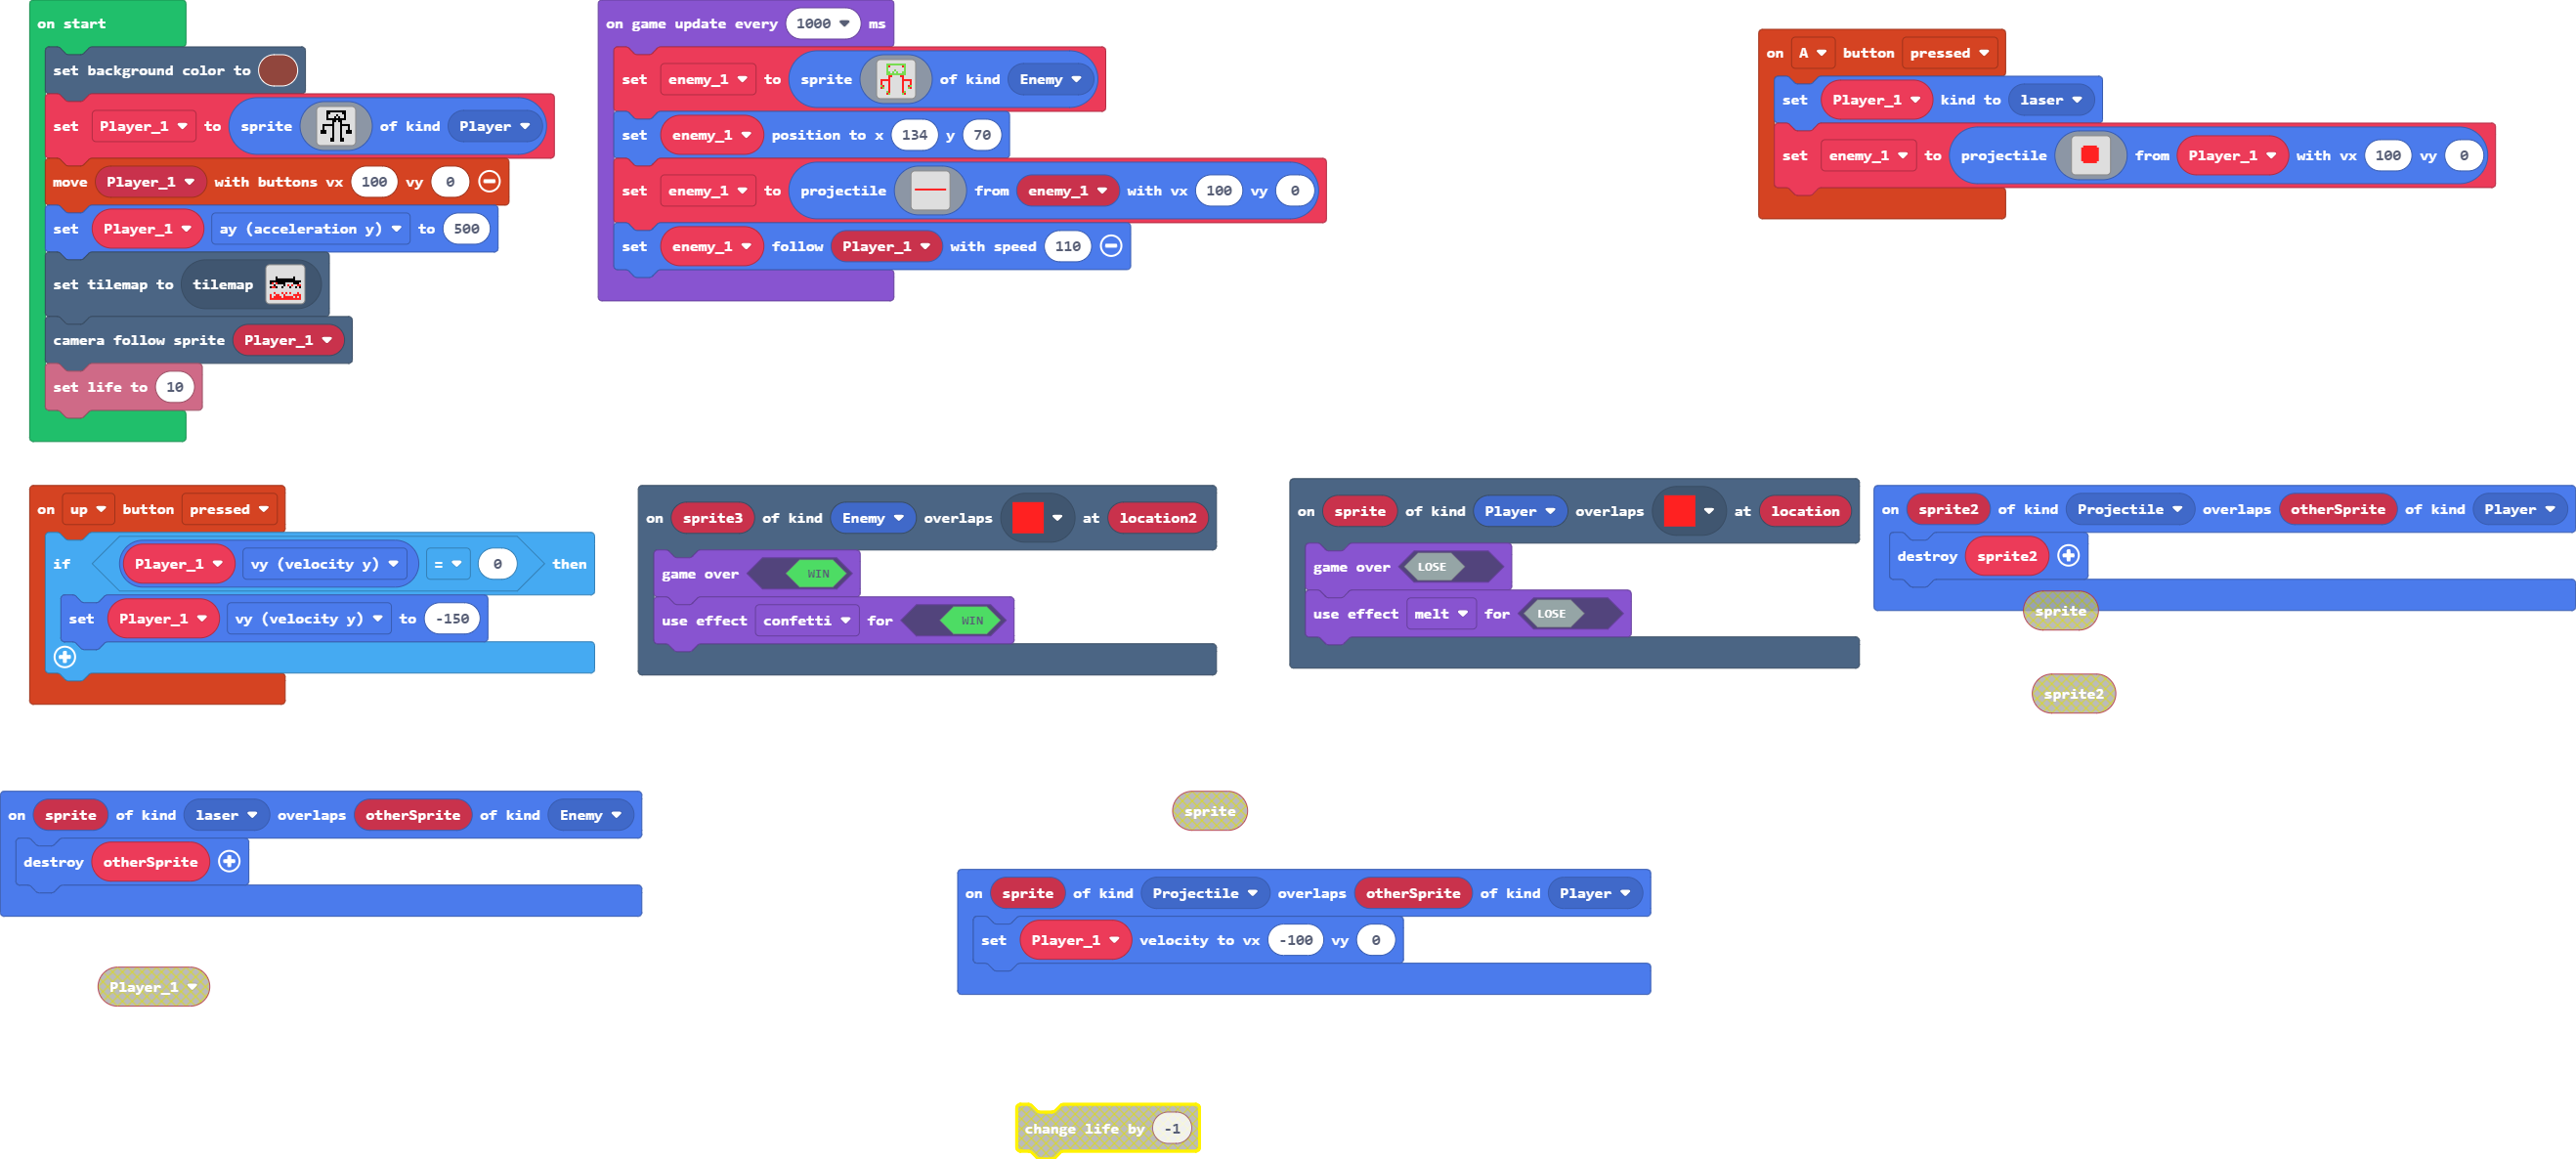 on start
set background color to
set Player_1 to sprite of kind Player
move Player_1 with buttons vx 100 vy 0
set Player_1 ay (acceleration y) to 500
set tilemap to tilemap
camera follow sprite Player_1
set life to 10
on game update every 1000 ms
set enemy_1 to sprite of kind Enemy
set enemy_1 position to x 134 y 70
set enemy_1 to projectile from enemy_1 with vx 100 vy 0
set enemy_1 follow Player_1 with speed 110
on A button pressed
set Player_1 kind to laser
set enemy_1 to projectile from Player_1 with vx 100 vy 0
on up button pressed
if Player_1 vy (velocity y) = 0 then
set Player_1 vy (velocity y) to -150
on sprite3 of kind Enemy overlaps at location2
game over WIN
use effect confetti for WIN
on sprite of kind Player overlaps at location
game over LOSE
use effect melt for LOSE
on sprite2 of kind Projectile overlaps otherSprite of kind Player
destroy sprite2
sprite
sprite2
on sprite of kind laser overlaps otherSprite of kind Enemy
destroy otherSprite
Player_1
sprite
on sprite of kind Projectile overlaps otherSprite of kind Player
set Player_1 velocity to vx -100 vy 0
change life by -1